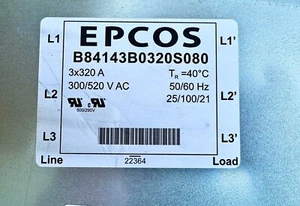 EPCOS
L1 L1'
B84143B0320S080
3x320 A TR =40°C
300/520 V AC 50/60 Hz
L2 25/100/21 L2'
L3 L3'
Line 22364 Load